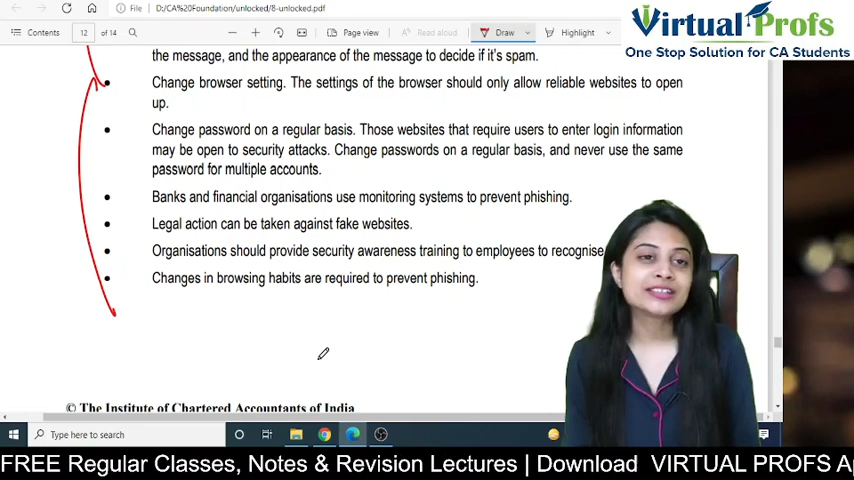 File
D:/CA%20Foundation/unlocked/8-unlocked.pdf
Virtual Profs
One Stop Solution for CA Students
Contents
12
of 14
Page view
Read aloud
Draw
Highlight
the message, and the appearance of the message to decide if it's spam.
Change browser setting. The settings of the browser should only allow reliable websites to open
up.
Change password on a regular basis. Those websites that require users to enter login information
may be open to security attacks. Change passwords on a regular basis, and never use the same
password for multiple accounts.
Banks and financial organisations use monitoring systems to prevent phishing.
Legal action can be taken against fake websites.
Organisations should provide security awareness training to employees to recognise
Changes in browsing habits are required to prevent phishing.
© The Institute of Chartered Accountants of India
Type here to search
FREE Regular Classes, Notes & Revision Lectures | Download VIRTUAL PROFS